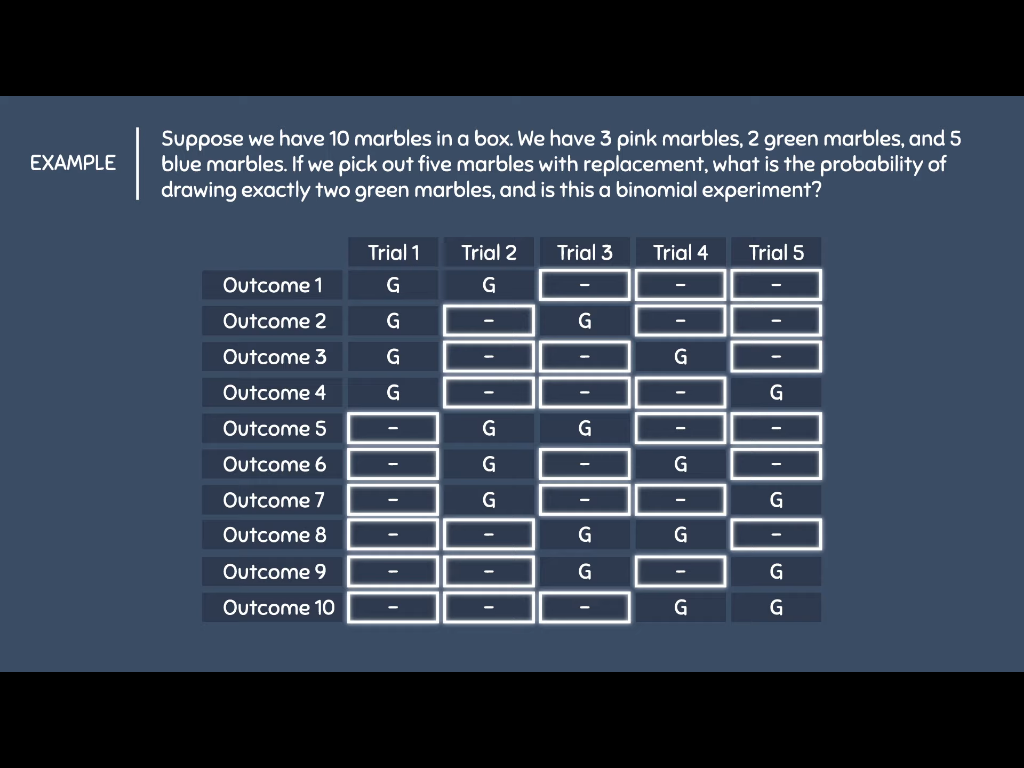 EXAMPLE
Suppose we have 10 marbles in a box. We have 3 pink marbles, 2 green marbles, and 5
blue marbles. If we pick out five marbles with replacement, what is the probability of
drawing exactly two green marbles, and is this a binomial experiment?
Trial 1 Trial 2 Trial 3 Trial 4 Trial 5
Outcome 1 G G - - -
Outcome 2 G - G - -
Outcome 3 G - - G -
Outcome 4 G - - - G
Outcome 5 - G G - -
Outcome 6 - G - G -
Outcome 7 - G - - G
Outcome 8 - - G G -
Outcome 9 - - G - G
Outcome 10 - - - G G